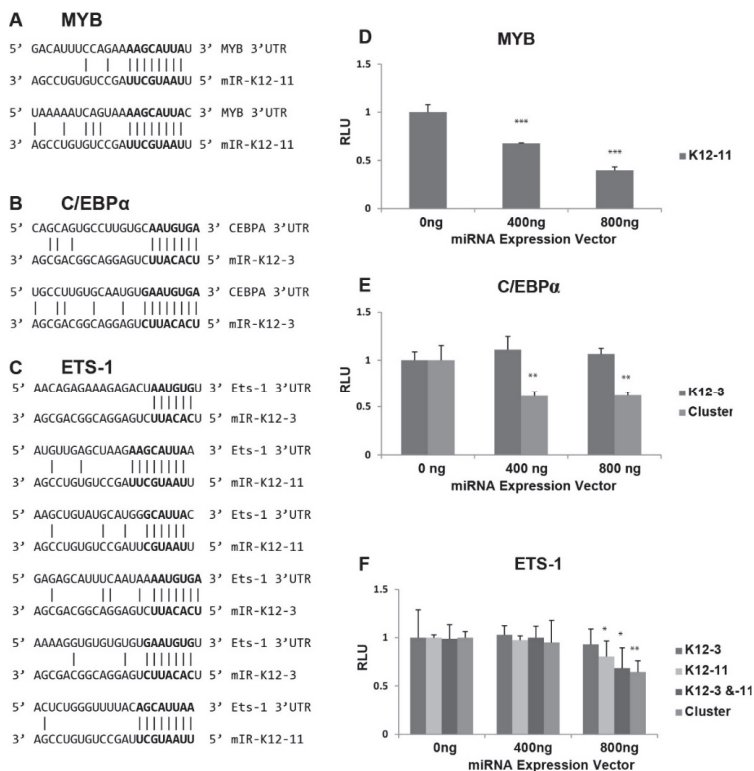 A MYB
5’ GACAUUUCCAGAAAAGCAUUAU 3’ MYB 3’UTR
3’ AGCCUGUGUCCGAUUCGUAAUU 5’ mIR-K12-11
5’ UAAAAAUCAGUAAAAGCAUUAC 3’ MYB 3’UTR
3’ AGCCUGUGUCCGAUUCGUAAUU 5’ mIR-K12-11
B C/EBPα
5’ CAGCAGUGCCUUGUGCAAUGUGA 3’ CEBPA 3’UTR
3’ AGCGACGGCAGGAGUCUUACACU 5’ mIR-K12-3
5’ UGCCUUGUGCAAUGUGAAUGUGA 3’ CEBPA 3’UTR
3’ AGCGACGGCAGGAGUCUUACACU 5’ mIR-K12-3
C ETS-1
5’ AACAGAGAAAGAGACUAAUGUGU 3’ Ets-1 3’UTR
3’ AGCGACGGCAGGAGUCUUACACU 5’ mIR-K12-3
5’ AUGUUGAGCUAAGAAGCAUUAA 3’ Ets-1 3’UTR
3’ AGCCUGUGUCCGAUUCGUAAUU 5’ mIR-K12-11
5’ AAGCUGUAUGCAUGGGCAUUAC 3’ Ets-1 3’UTR
3’ AGCCUGUGUCCGAUUCGUAAUU 5’ mIR-K12-11
5’ GAGAGCAUUUCAAUAAAAUGUGA 3’ Ets-1 3’UTR
3’ AGCGACGGCAGGAGUCUUACACU 5’ mIR-K12-3
5’ AAAAGGUGUGUGUGUGAAUGUGU 3’ Ets-1 3’UTR
3’ AGCGACGGCAGGAGUCUUACACU 5’ mIR-K12-3
5’ ACUCUGGGUUUUACAGCAUUAA 3’ Ets-1 3’UTR
3’ AGCCUGUGUCCGAUUCGUAAUU 5’ mIR-K12-11
D MYB
RLU
1.5
1
0.5
0
***
***
0ng 400ng 800ng
miRNA Expression Vector
K12-11
E C/EBPα
RLU
1.5
1
0.5
0
**
**
0 ng 400 ng 800 ng
miRNA Expression Vector
K12-3
Cluster
F ETS-1
RLU
1.5
1
0.5
0
* * **
0ng 400ng 800ng
miRNA Expression Vector
K12-3
K12-11
K12-3 &-11
Cluster